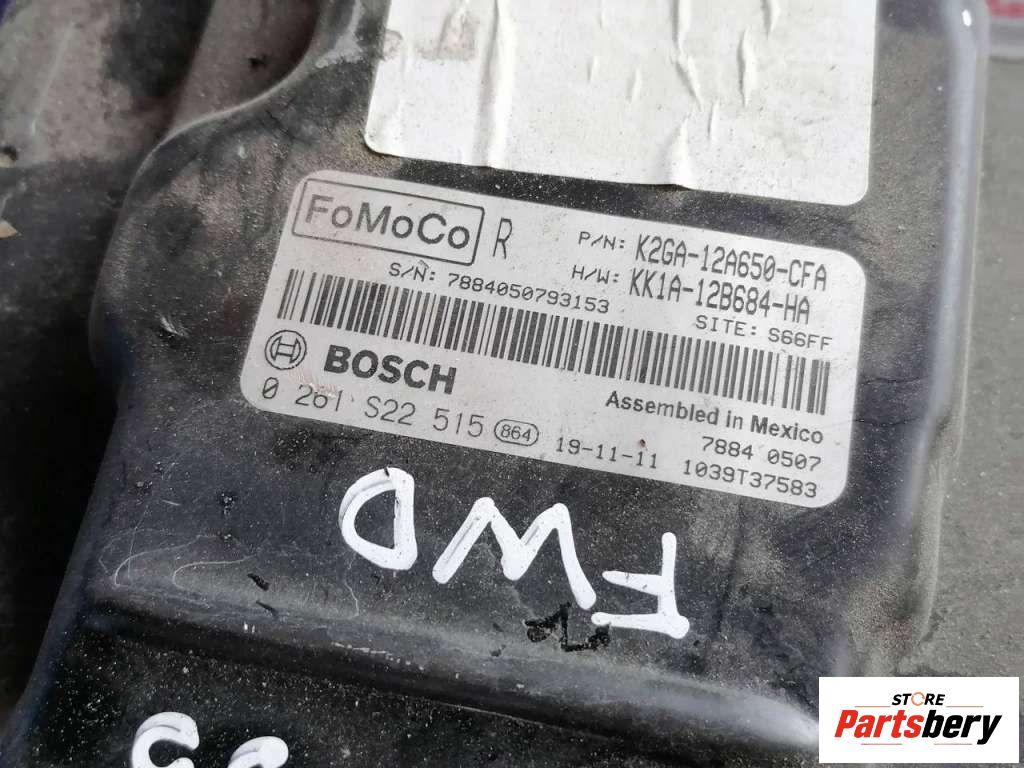 FoMoCo R P/N: K2GA-12A650-CFA
S/N: 7884050793153 H/W: KK1A-12B684-HA
SITE: S66FF
BOSCH Assembled in Mexico
0 261 S22 515 864 19-11-11 7884 0507
1039T37583
FWD
STORE
Partsbery